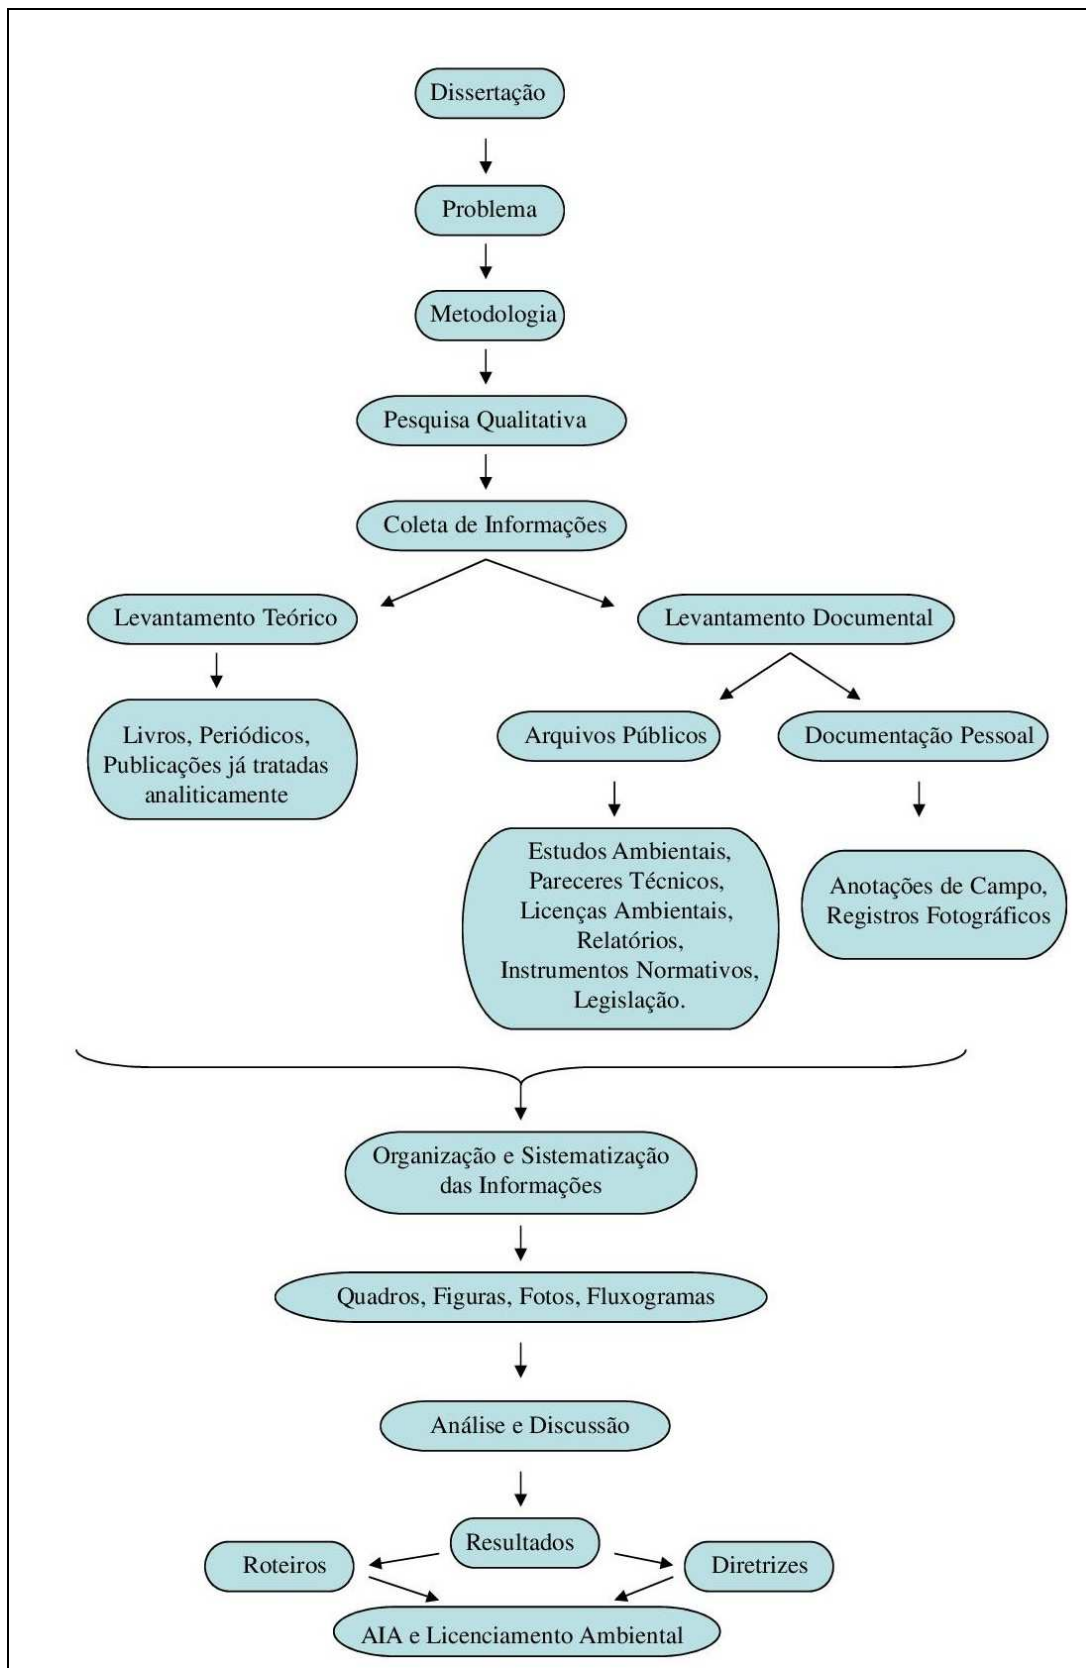 Dissertação
Problema
Metodologia
Pesquisa Qualitativa
Coleta de Informações
Levantamento Teórico
Levantamento Documental
Livros, Periódicos,
Publicações já tratadas
analiticamente
Arquivos Públicos
Documentação Pessoal
Estudos Ambientais,
Pareceres Técnicos,
Licenças Ambientais,
Relatórios,
Instrumentos Normativos,
Legislação.
Anotações de Campo,
Registros Fotográficos
Organização e Sistematização
das Informações
Quadros, Figuras, Fotos, Fluxogramas
Análise e Discussão
Resultados
Roteiros
Diretrizes
AIA e Licenciamento Ambiental